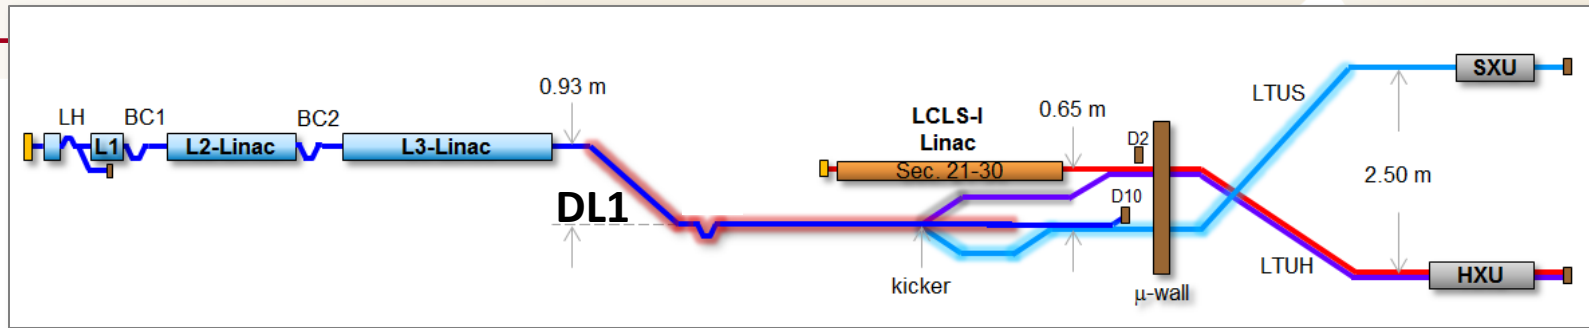 LH
BC1
L1
L2-Linac
BC2
L3-Linac
0.93 m
DL1
LCLS-I
Linac
Sec. 21-30
0.65 m
D2
D10
kicker
μ-wall
LTUS
LTUH
2.50 m
SXU
HXU